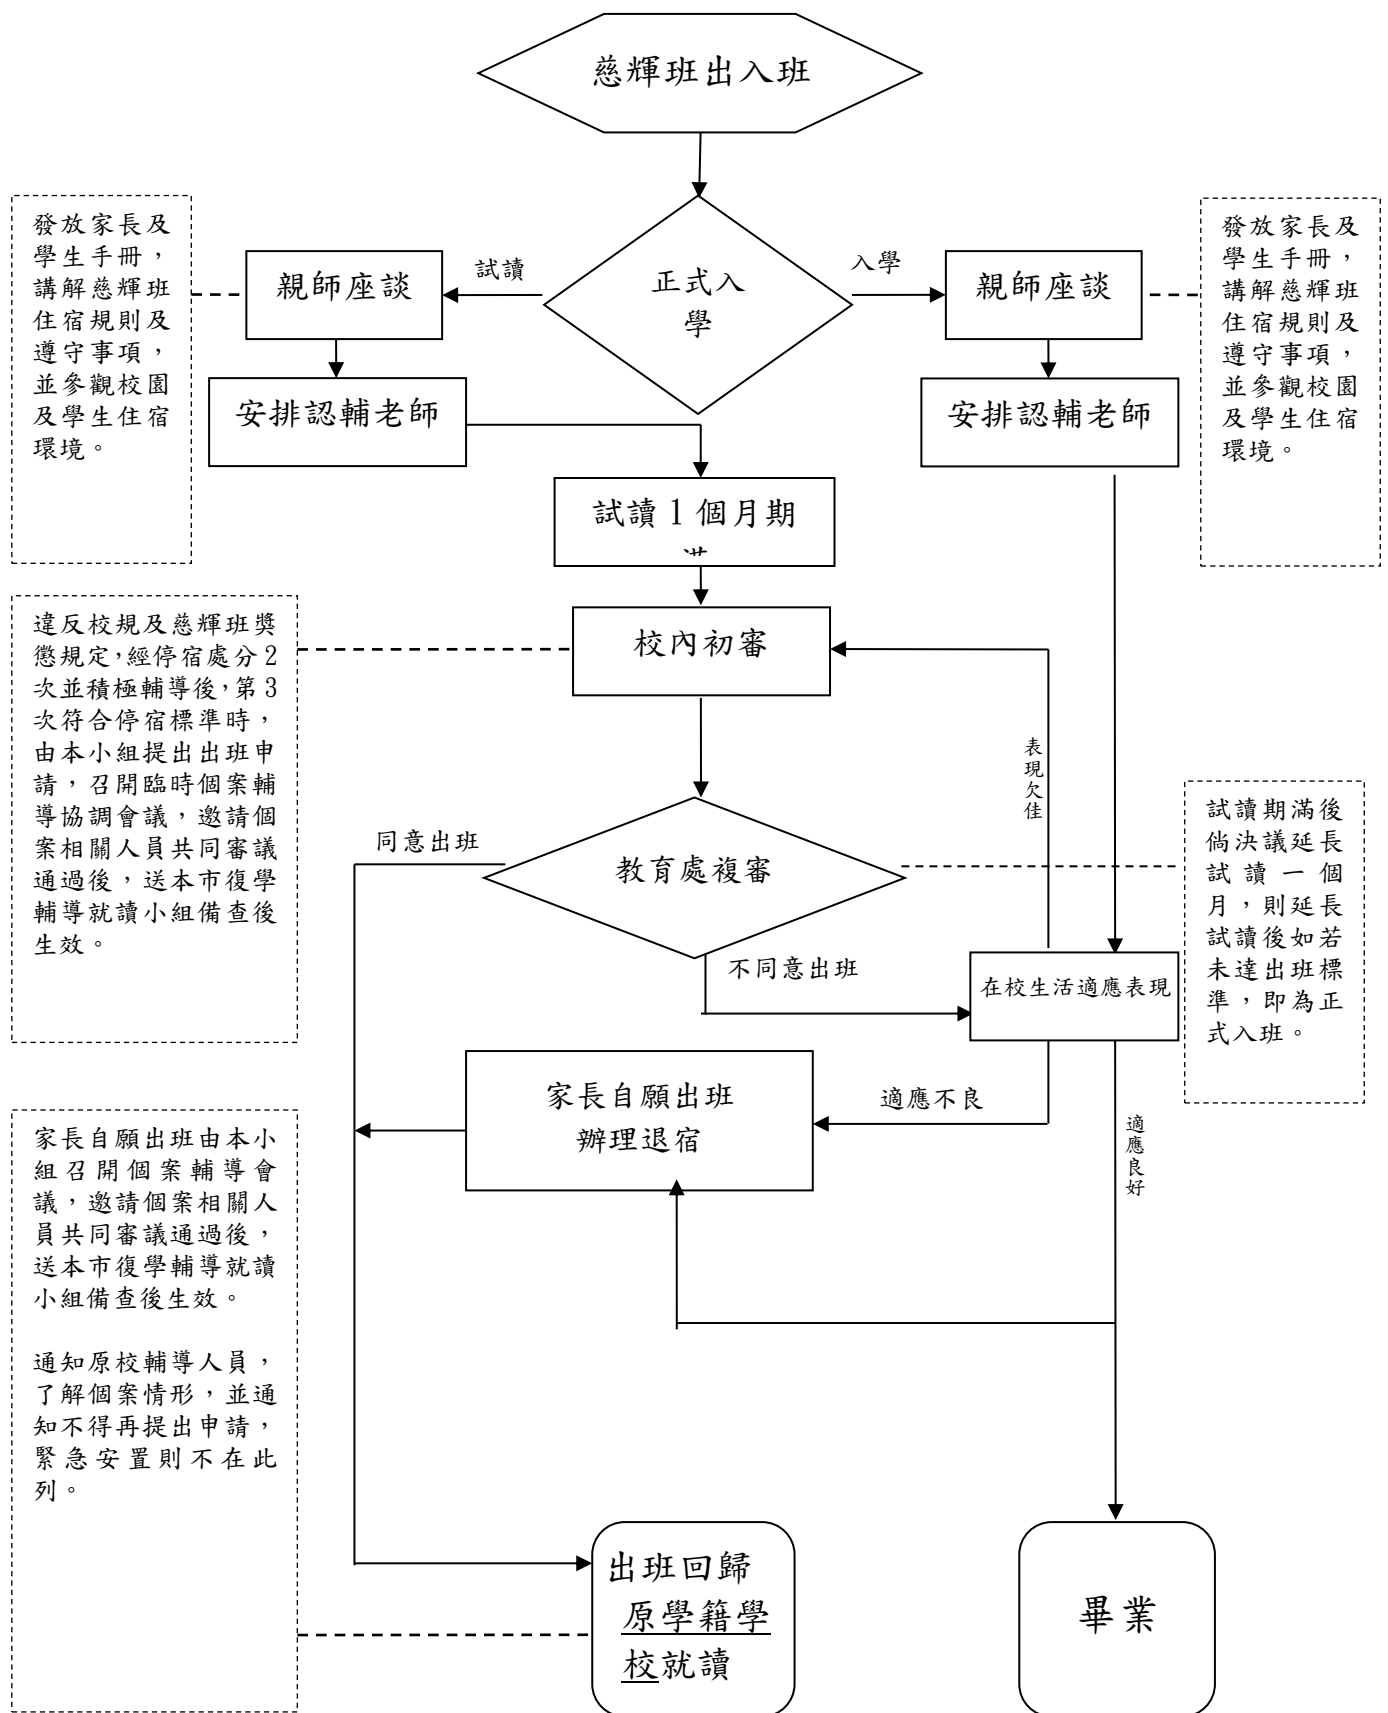 慈輝班出入班
發放家長及
學生手冊，
講解慈輝班
住宿規則及
遵守事項，
並參觀校園
及學生住宿
環境。
親師座談
試讀
正式入
學
入學
親師座談
發放家長及
學生手冊，
講解慈輝班
住宿規則及
遵守事項，
並參觀校園
及學生住宿
環境。
安排認輔老師
安排認輔老師
試讀 1 個月期
違反校規及慈輝班獎
懲規定,經停宿處分 2
次並積極輔導後,第 3
次符合停宿標準時，
由本小組提出出班申
請，召開臨時個案輔
導協調會議，邀請個
案相關人員共同審議
通過後，送本市復學
輔導就讀小組備查後
生效。
校內初審
表現欠佳
同意出班
教育處複審
試讀期滿後
倘決議延長
試讀一個
月，則延長
試讀後如若
未達出班標
準，即為正
式入班。
不同意出班
在校生活適應表現
家長自願出班
辦理退宿
適應不良
適應良好
家長自願出班由本小
組召開個案輔導會
議，邀請個案相關人
員共同審議通過後，
送本市復學輔導就讀
小組備查後生效。
通知原校輔導人員，
了解個案情形，並通
知不得再提出申請，
緊急安置則不在此
列。
出班回歸
原學籍學
校就讀
畢業